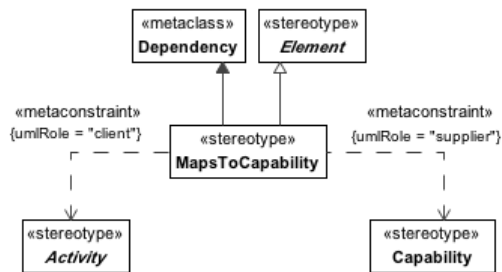 «metaclass»
Dependency
«stereotype»
Element
«metaconstraint»
{umlRole = "client"}
«stereotype»
MapsToCapability
«metaconstraint»
{umlRole = "supplier"}
«stereotype»
Activity
«stereotype»
Capability